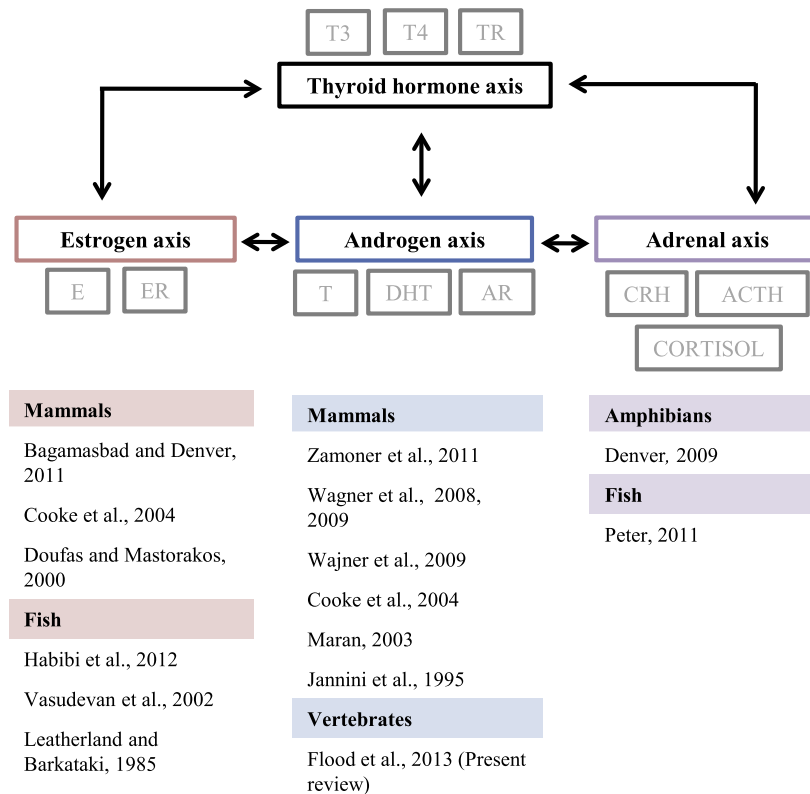 T3 T4 TR
Thyroid hormone axis
Estrogen axis Androgen axis Adrenal axis
E ER T DHT AR CRH ACTH
CORTISOL
Mammals
Bagamasbad and Denver,
2011
Cooke et al., 2004
Doufas and Mastorakos,
2000
Fish
Habibi et al., 2012
Vasudevan et al., 2002
Leatherland and
Barkataki, 1985
Mammals
Zamoner et al., 2011
Wagner et al., 2008,
2009
Wajner et al., 2009
Cooke et al., 2004
Maran, 2003
Jannini et al., 1995
Vertebrates
Flood et al., 2013 (Present
review)
Amphibians
Denver, 2009
Fish
Peter, 2011